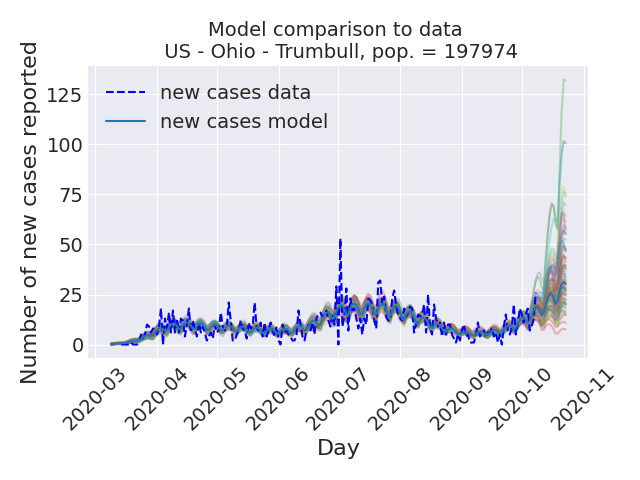 Model comparison to data
US - Ohio - Trumbull, pop. = 197974
Number of new cases reported
125
100
75
50
25
0
new cases data
new cases model
2020-03
2020-04
2020-05
2020-06
2020-07
2020-08
2020-09
2020-10
2020-11
Day